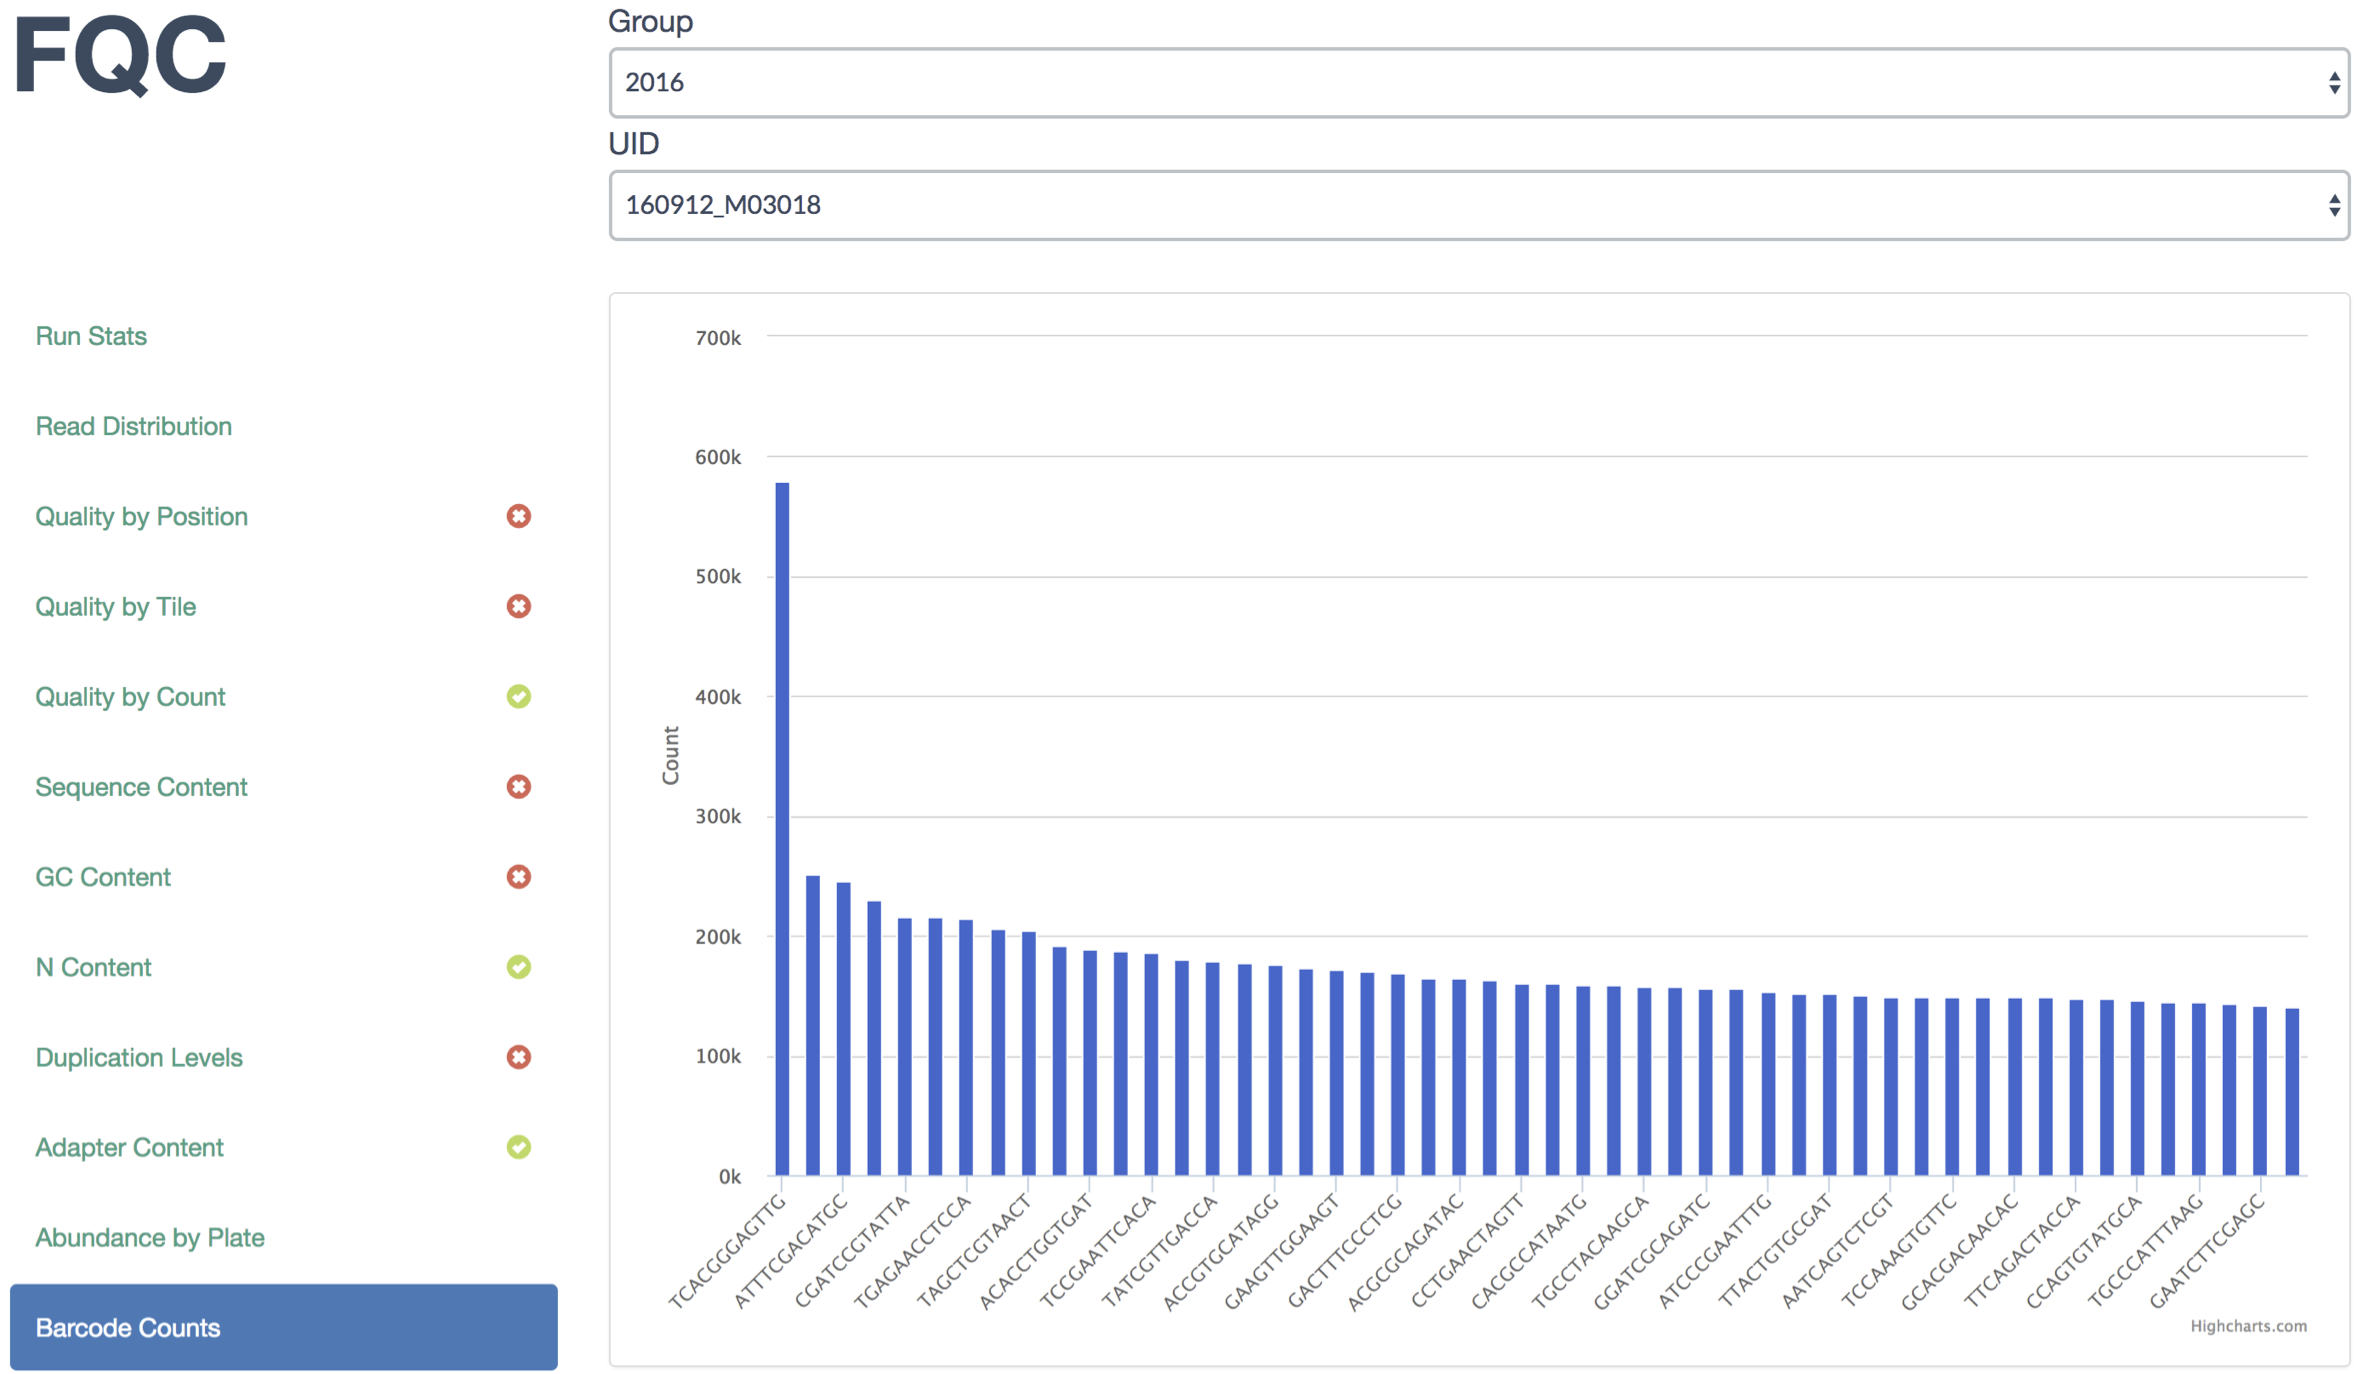 FQC
Group
2016
UID
160912_M03018
Run Stats
Read Distribution
Quality by Position
Quality by Tile
Quality by Count
Sequence Content
GC Content
N Content
Duplication Levels
Adapter Content
Abundance by Plate
Barcode Counts
700k
600k
500k
400k
300k
200k
100k
0k
Count
TCACGGGAGTTG
ATTTCGACATGC
CGATCCGTATTA
TGAGAACCTCCA
TAGCTCGTAACT
ACACCTGGTGAT
TCCGAATTCACA
TATCGTTGACCA
ACCGTGCATAGG
GAAGTTGGAAGT
GACTTTCCCTCG
ACGCGCAGATAC
CCTGAACTAGTT
CACGCCATAATG
TGCCTACAAGCA
GGATCGCAGATC
ATCCCGAATTTG
TTACTGTGCGAT
AATCAGTCTCGT
TCCAAAGTGTTC
GCACGACAACAC
TTCAGACTACCA
CCAGTGTATGCA
TGCCCATTTAAG
GAATCTTCGAGC
Highcharts.com